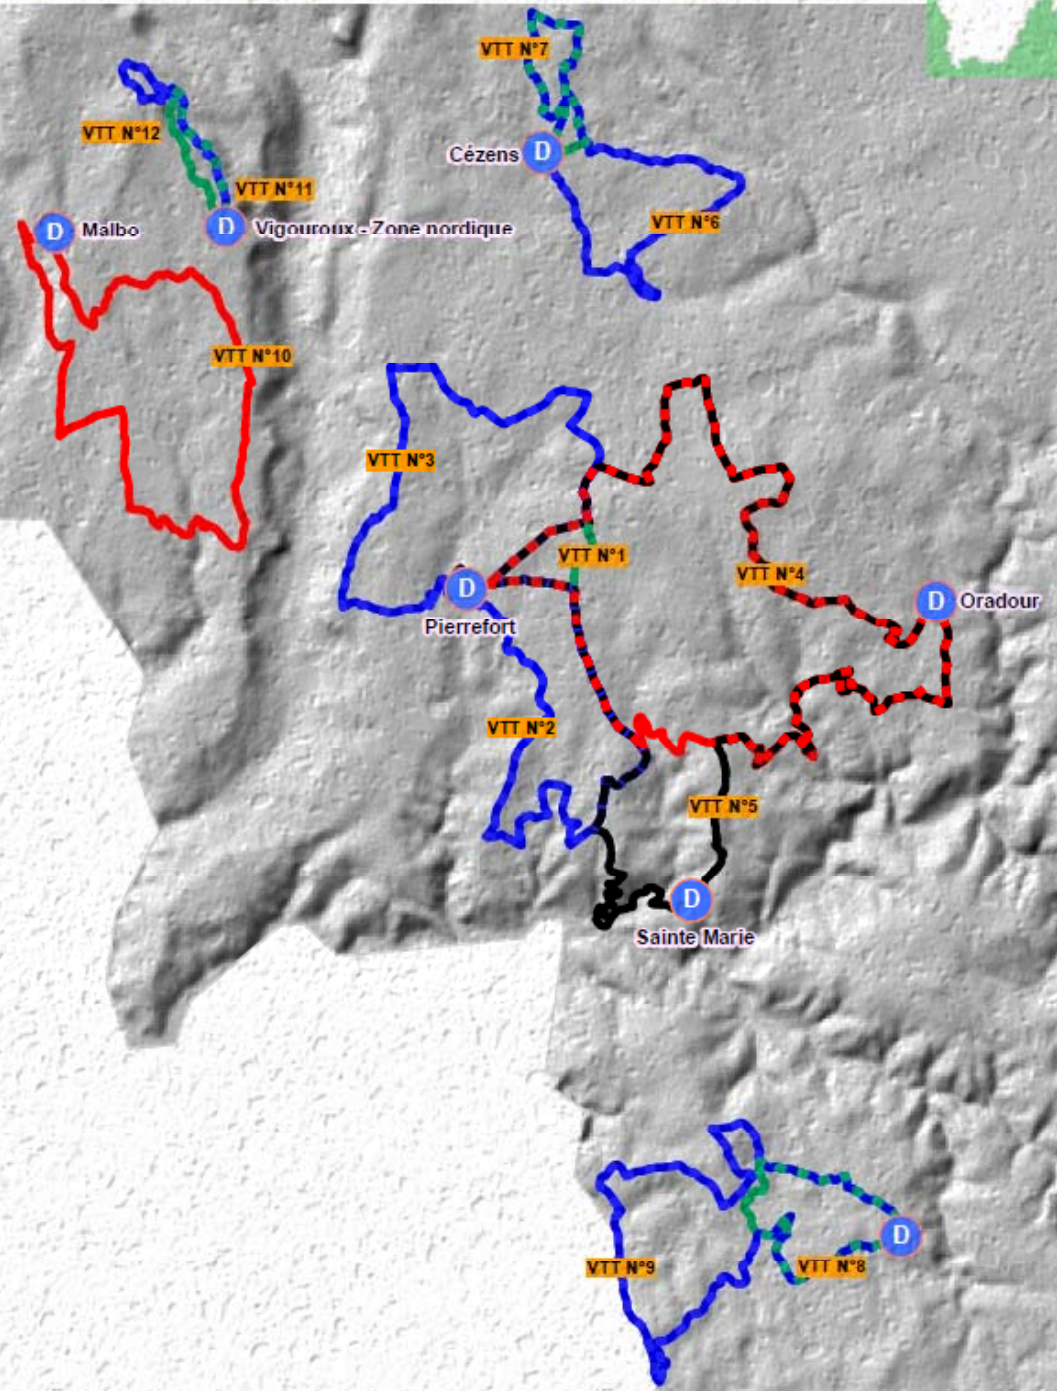 VTT N°7
VTT N°12
D
Cézens
VTT N°11
VTT N°6
D
Vigouroux - Zone nordique
D
Malbo
VTT N°10
VTT N°3
VTT N°1
VTT N°4
D
Pierrefort
D
Oradour
VTT N°2
VTT N°5
D
Sainte Marie
D
VTT N°9
VTT N°8